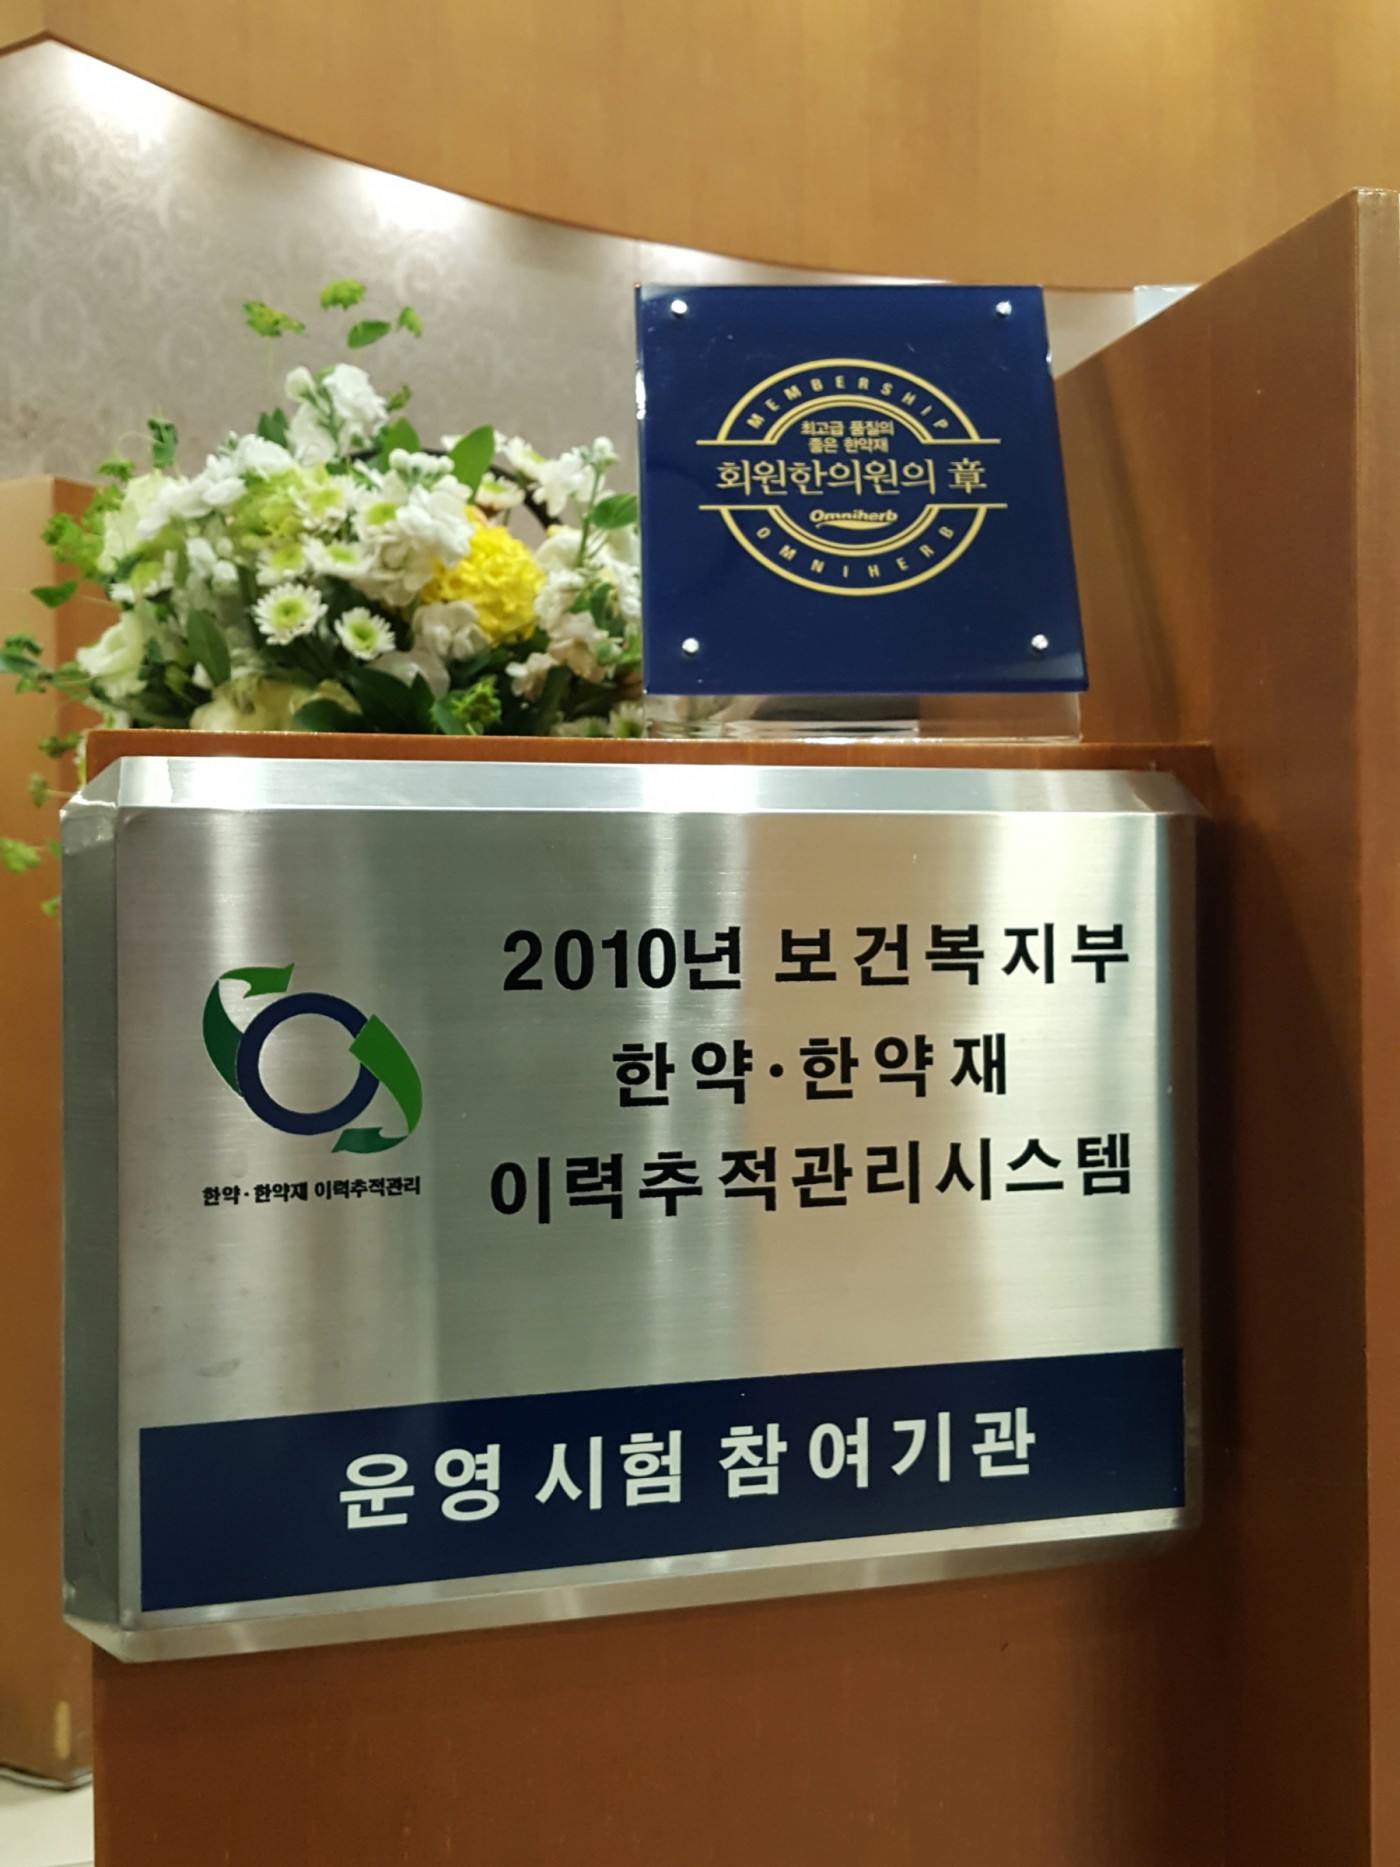 MEMBERSHIP
최고급 품질의
좋은 한약재
회원한의원의 章
Omniherb
OMNIHERB
2010년 보건복지부
한약·한약재
이력추적관리시스템
한약·한약재 이력추적관리
운영 시험 참여기관